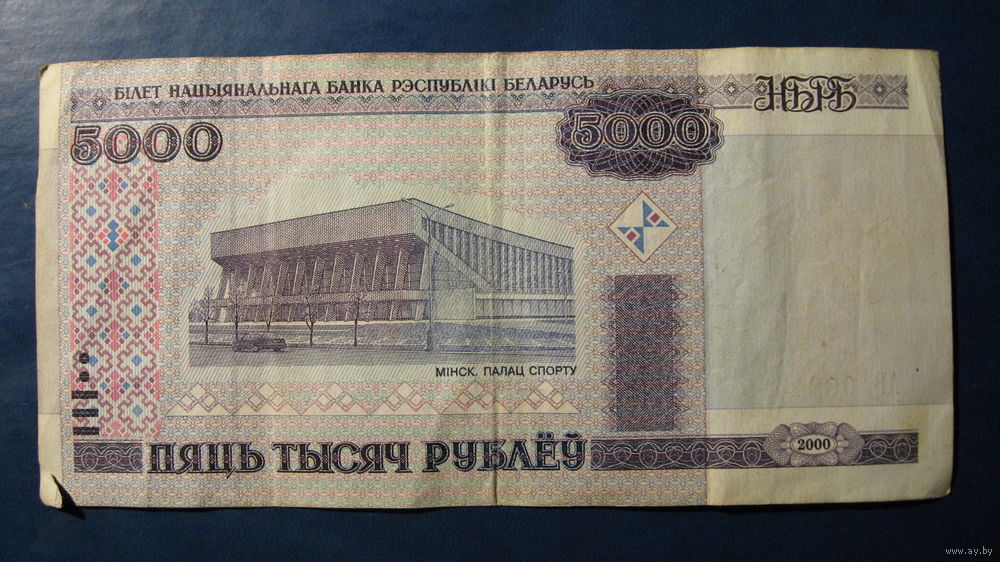 БІЛЕТ НАЦЫЯНАЛЬНАГА БАНКА РЭСПУБЛІКІ БЕЛАРУСЬ
НБРБ
5000
5000
МІНСК. ПАЛАЦ СПОРТУ
ПЯЦЬ ТЫСЯЧ РУБЛЁЎ
2000
www.ay.by